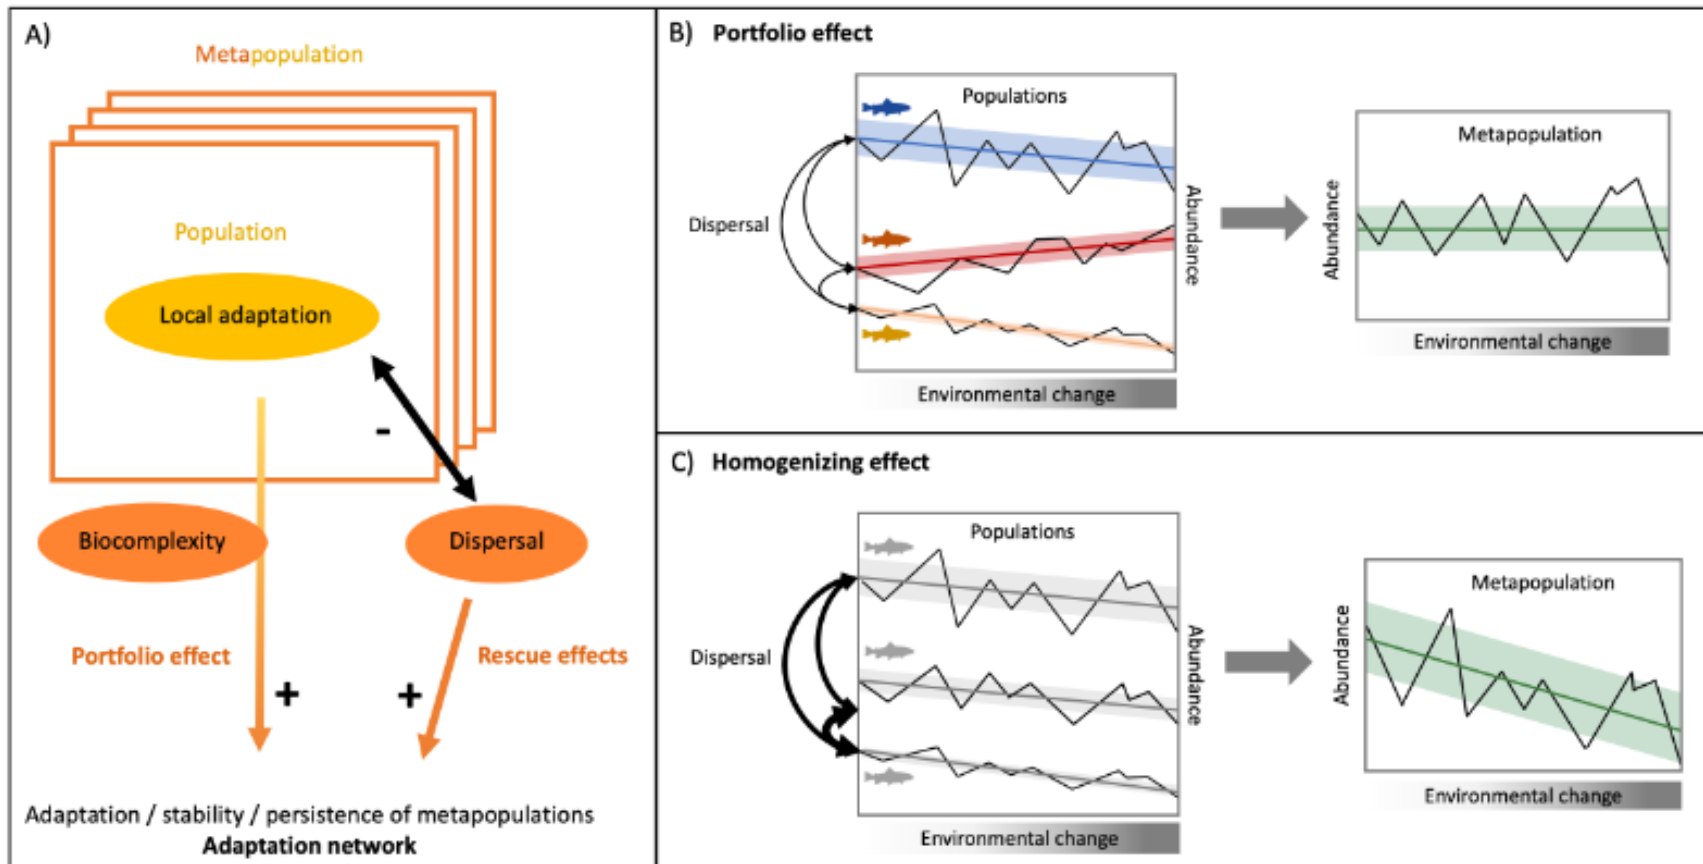 A)
Metapopulation
Population
Local adaptation
-
Biocomplexity
Dispersal
Portfolio effect
Rescue effects
+
+
Adaptation / stability / persistence of metapopulations
Adaptation network
B) Portfolio effect
Populations
Dispersal
Abundance
Environmental change
Metapopulation
Abundance
Environmental change
C) Homogenizing effect
Populations
Dispersal
Abundance
Environmental change
Metapopulation
Abundance
Environmental change